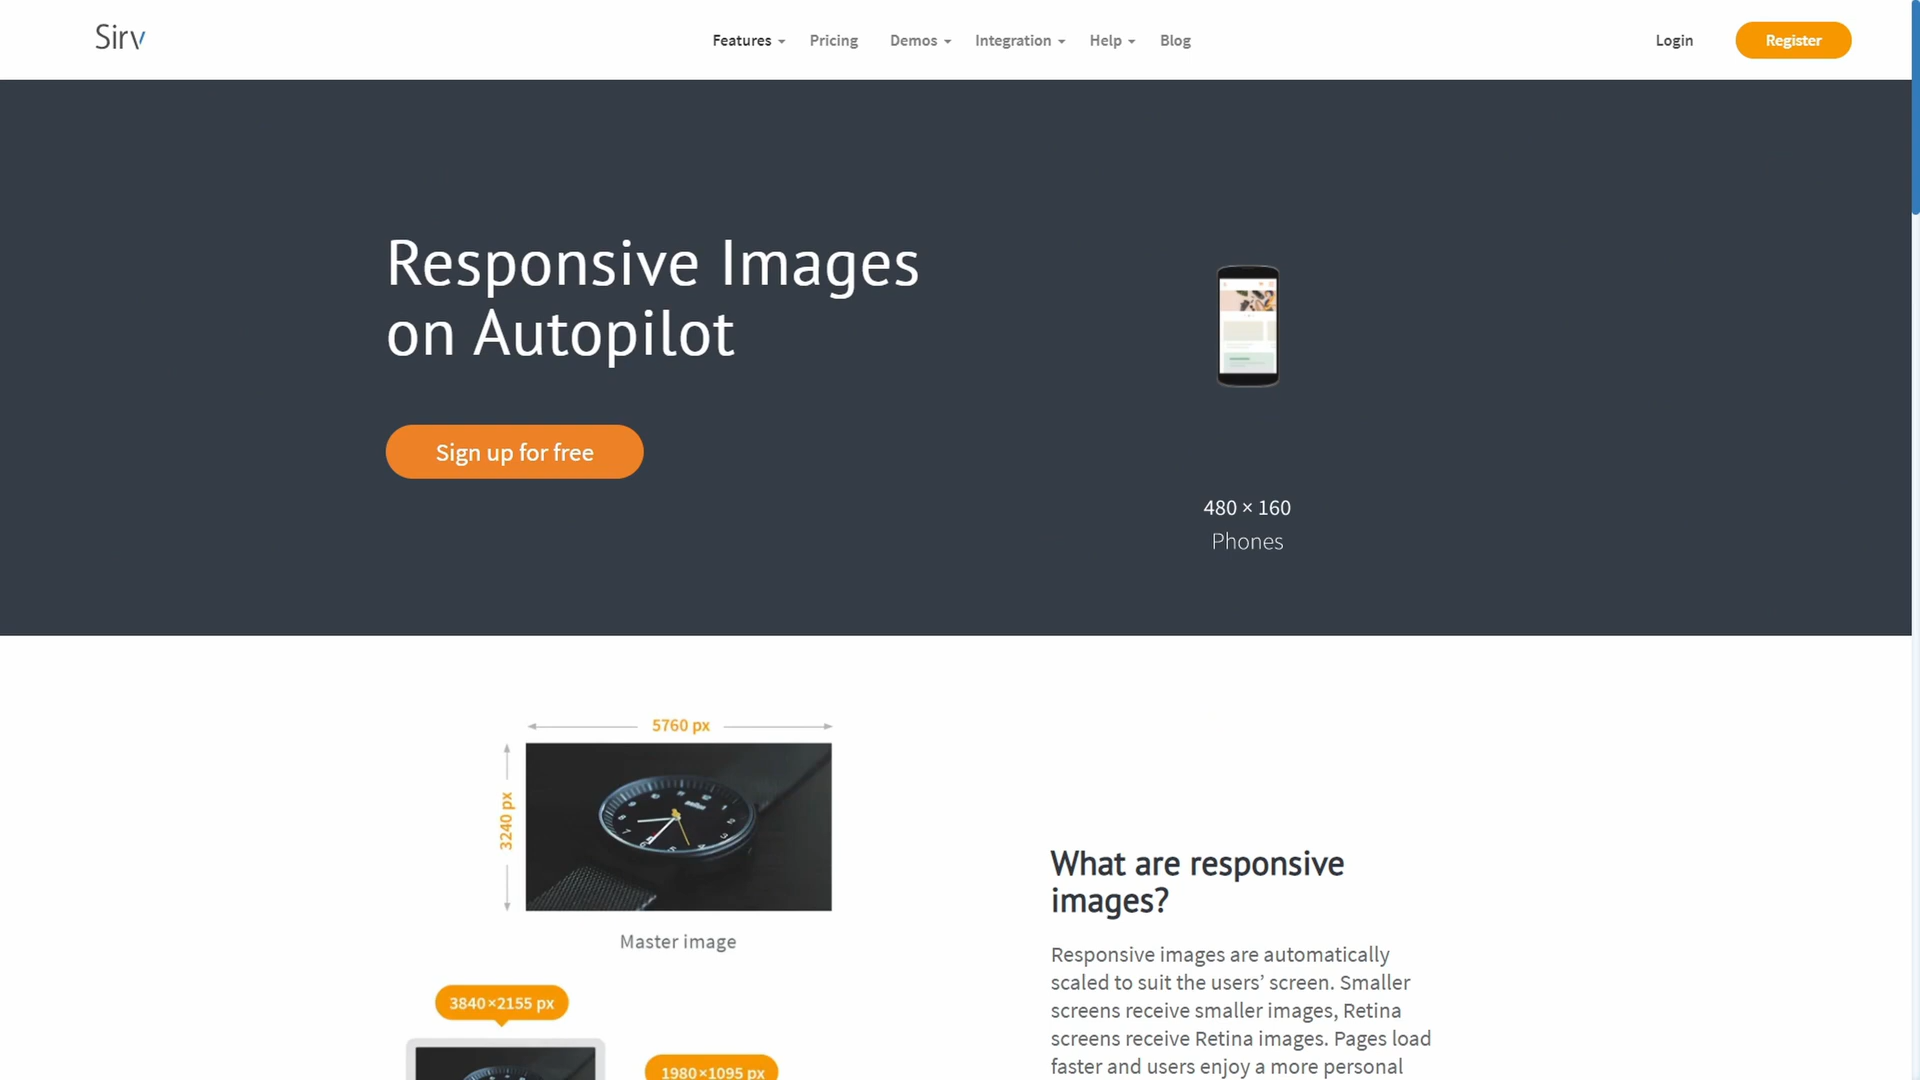 Sirv
Features
Pricing
Demos
Integration
Help
Blog
Login
Register
Responsive Images
on Autopilot
Sign up for free
480 × 160
Phones
5760 px
3240 px
Master image
3840×2155 px
1980×1095 px
What are responsive
images?
Responsive images are automatically
scaled to suit the users’ screen. Smaller
screens receive smaller images, Retina
screens receive Retina images. Pages load
faster and users enjoy a more personal